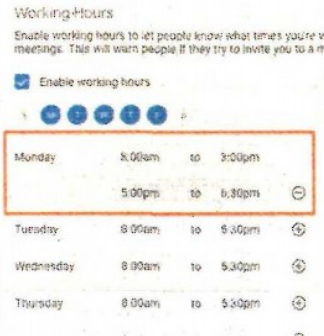 Working Hours
Enable working hours to let people know what times you're w
meetings. This will warn people if they try to invite you to a m
Enable working hours
M T W T F
Monday 8:00am to 3:00pm
5:00pm to 6:30pm
Tuesday 8:00am to 5:30pm
Wednesday 8:00am to 5:30pm
Thursday 8:00am to 5:30pm